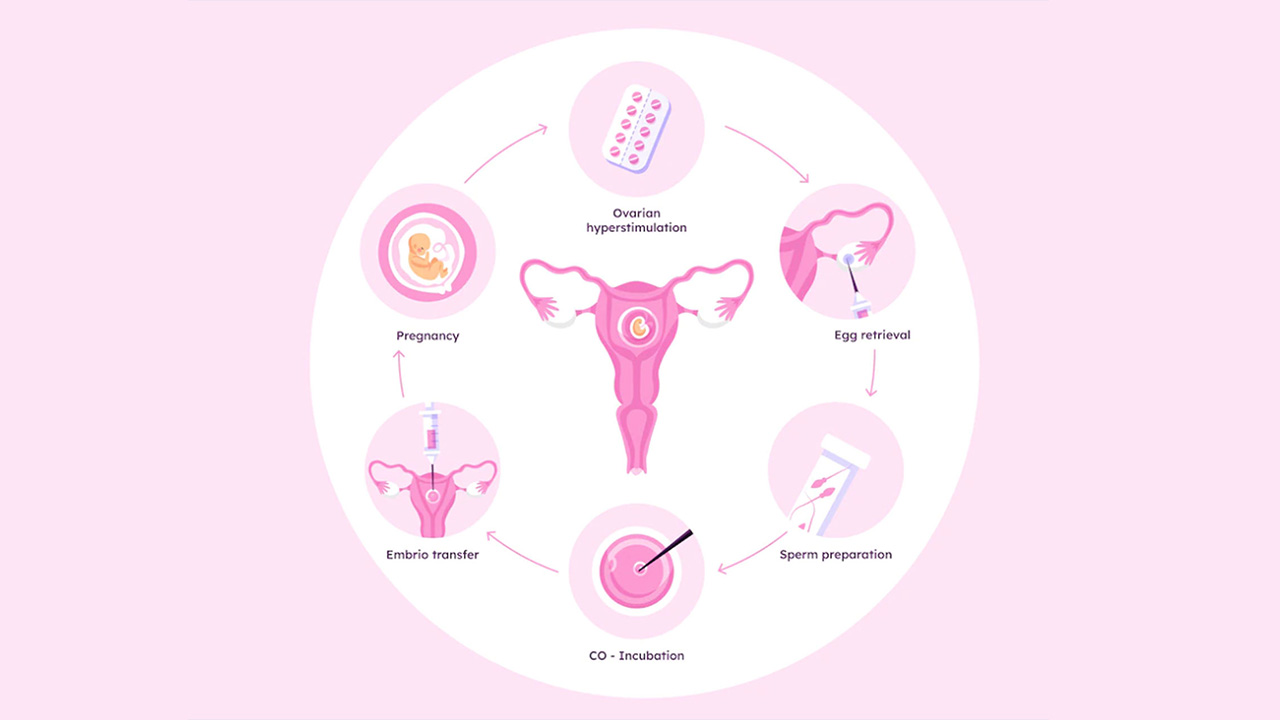 Ovarian
hyperstimulation
Egg retrieval
Sperm preparation
CO - Incubation
Embrio transfer
Pregnancy